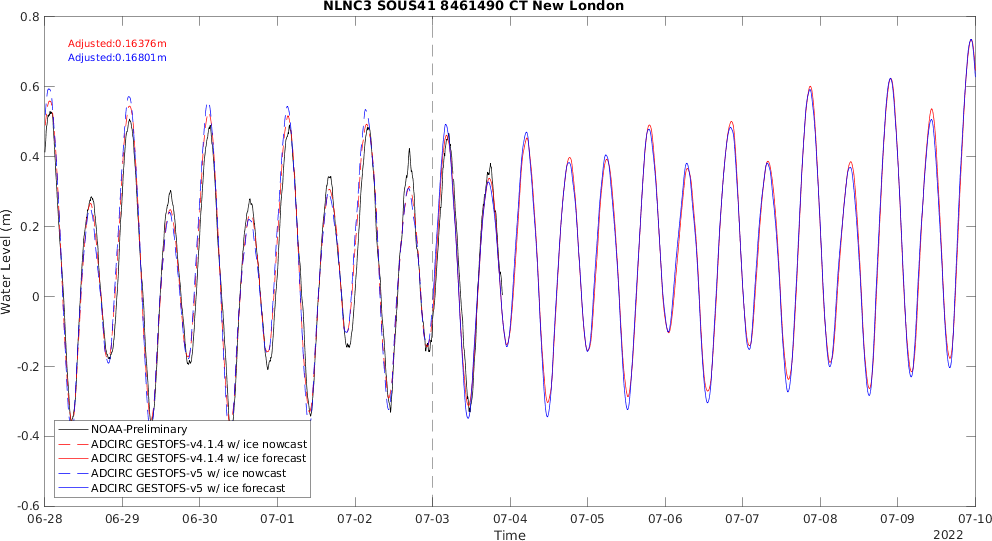 NLNC3 SOUS41 8461490 CT New London
Adjusted:0.16376m
Adjusted:0.16801m
Water Level (m)
0.8
0.6
0.4
0.2
0
-0.2
-0.4
-0.6
NOAA-Preliminary
ADCIRC GESTOFS-v4.1.4 w/ ice nowcast
ADCIRC GESTOFS-v4.1.4 w/ ice forecast
ADCIRC GESTOFS-v5 w/ ice nowcast
ADCIRC GESTOFS-v5 w/ ice forecast
06-28 06-29 06-30 07-01 07-02 07-03 07-04 07-05 07-06 07-07 07-08 07-09 07-10
Time
2022